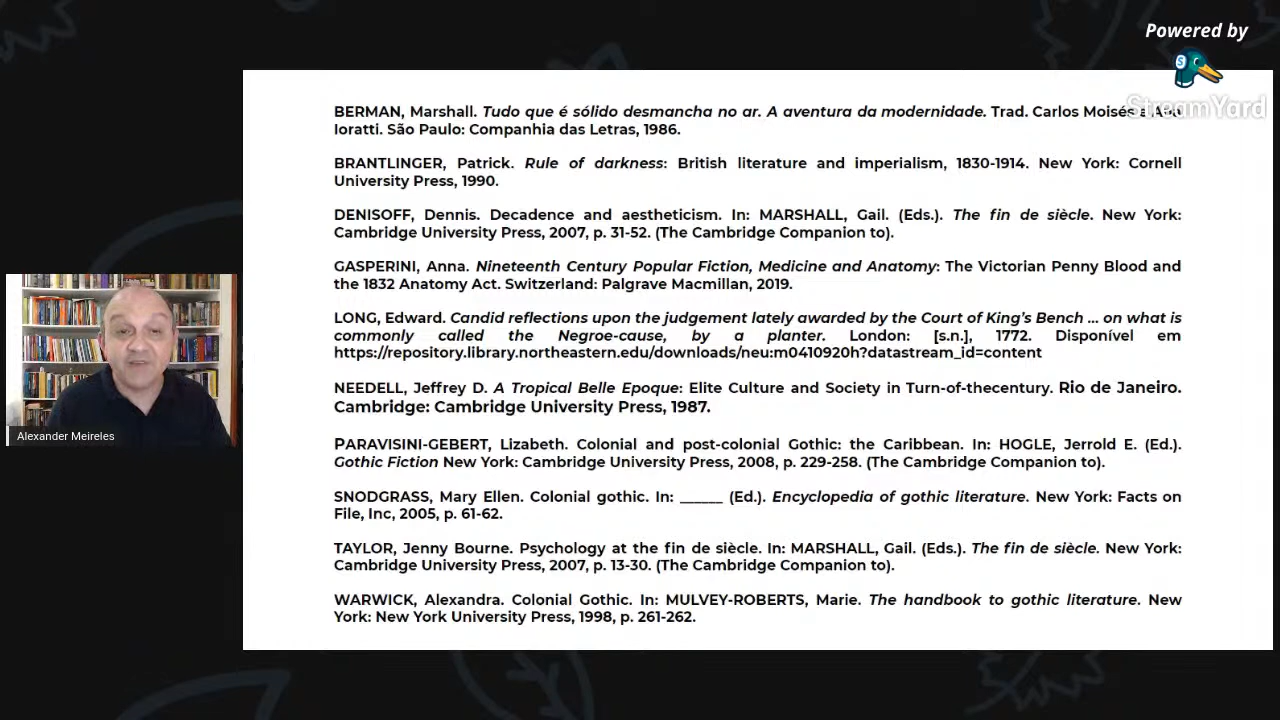 Powered by
StreamYard
BERMAN, Marshall. Tudo que é sólido desmancha no ar. A aventura da modernidade. Trad. Carlos Moisés e Ana
Ioratti. São Paulo: Companhia das Letras, 1986.
BRANTLINGER, Patrick. Rule of darkness: British literature and imperialism, 1830-1914. New York: Cornell
University Press, 1990.
DENISOFF, Dennis. Decadence and aestheticism. In: MARSHALL, Gail. (Eds.). The fin de siècle. New York:
Cambridge University Press, 2007, p. 31-52. (The Cambridge Companion to).
GASPERINI, Anna. Nineteenth Century Popular Fiction, Medicine and Anatomy: The Victorian Penny Blood and
the 1832 Anatomy Act. Switzerland: Palgrave Macmillan, 2019.
LONG, Edward. Candid reflections upon the judgement lately awarded by the Court of King's Bench ... on what is
commonly called the Negroe-cause, by a planter. London: [s.n.], 1772. Disponível em
https://repository.library.northeastern.edu/downloads/neu:m0410920h?datastream_id=content
NEEDELL, Jeffrey D. A Tropical Belle Epoque: Elite Culture and Society in Turn-of-thecentury. Rio de Janeiro.
Cambridge: Cambridge University Press, 1987.
PARAVISINI-GEBERT, Lizabeth. Colonial and post-colonial Gothic: the Caribbean. In: HOGLE, Jerrold E. (Ed.).
Gothic Fiction New York: Cambridge University Press, 2008, p. 229-258. (The Cambridge Companion to).
SNODGRASS, Mary Ellen. Colonial gothic. In: ______ (Ed.). Encyclopedia of gothic literature. New York: Facts on
File, Inc, 2005, p. 61-62.
TAYLOR, Jenny Bourne. Psychology at the fin de siècle. In: MARSHALL, Gail. (Eds.). The fin de siècle. New York:
Cambridge University Press, 2007, p. 13-30. (The Cambridge Companion to).
WARWICK, Alexandra. Colonial Gothic. In: MULVEY-ROBERTS, Marie. The handbook to gothic literature. New
York: New York University Press, 1998, p. 261-262.
Alexander Meireles